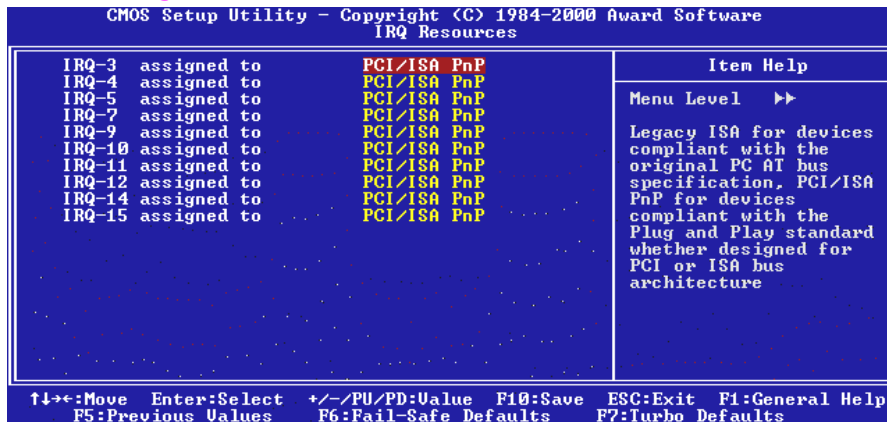 CMOS Setup Utility – Copyright (C) 1984-2000 Award Software
IRQ Resources
IRQ-3 assigned to PCI/ISA PnP
IRQ-4 assigned to PCI/ISA PnP
IRQ-5 assigned to PCI/ISA PnP
IRQ-7 assigned to PCI/ISA PnP
IRQ-9 assigned to PCI/ISA PnP
IRQ-10 assigned to PCI/ISA PnP
IRQ-11 assigned to PCI/ISA PnP
IRQ-12 assigned to PCI/ISA PnP
IRQ-14 assigned to PCI/ISA PnP
IRQ-15 assigned to PCI/ISA PnP
Item Help
Menu Level ▶▶
Legacy ISA for devices
compliant with the
original PC AT bus
specification, PCI/ISA
PnP for devices
compliant with the
Plug and Play standard
whether designed for
PCI or ISA bus
architecture
↑↓→←:Move Enter:Select +/-/PU/PD:Value F10:Save ESC:Exit F1:General Help
F5:Previous Values F6:Fail-Safe Defaults F7:Turbo Defaults